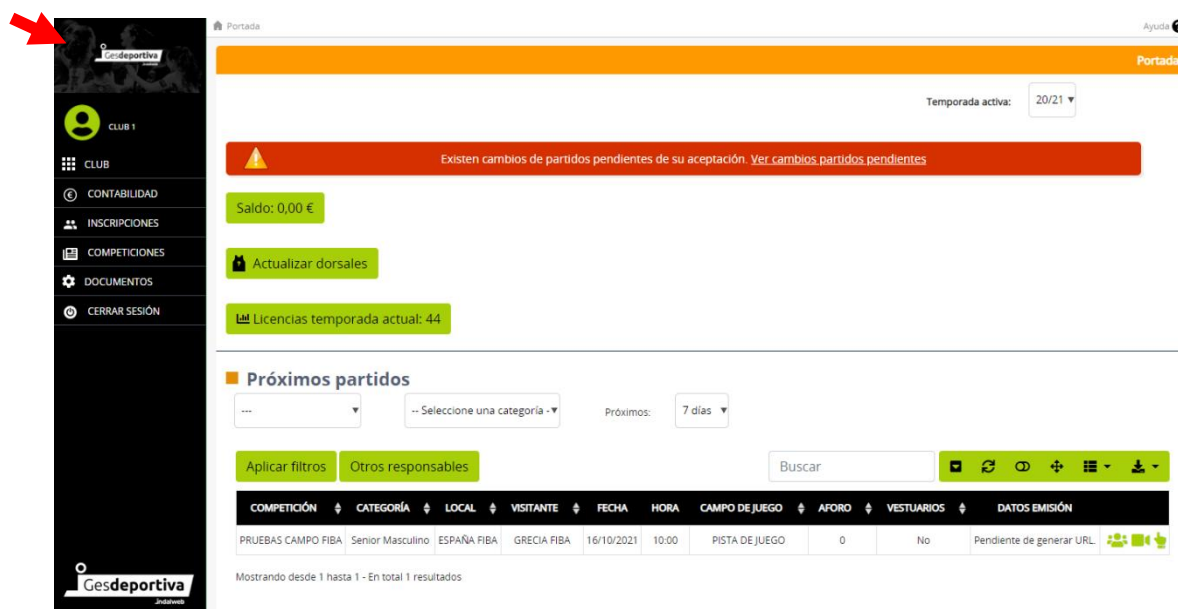 Portada
Ayuda
Gesdeportiva
Indalweb
Portada
CLUB 1
Temporada activa: 20/21
CLUB
CONTABILIDAD
INSCRIPCIONES
COMPETICIONES
DOCUMENTOS
CERRAR SESIÓN
Existen cambios de partidos pendientes de su aceptación. Ver cambios partidos pendientes
Saldo: 0,00 €
Actualizar dorsales
Licencias temporada actual: 44
Próximos partidos
--- -- Seleccione una categoría - Próximos: 7 días
Aplicar filtros Otros responsables Buscar
COMPETICIÓN CATEGORÍA LOCAL VISITANTE FECHA HORA CAMPO DE JUEGO AFORO VESTUARIOS DATOS EMISIÓN
PRUEBAS CAMPO FIBA Senior Masculino ESPAÑA FIBA GRECIA FIBA 16/10/2021 10:00 PISTA DE JUEGO 0 No Pendiente de generar URL.
Mostrando desde 1 hasta 1 - En total 1 resultados
Gesdeportiva
.indalweb